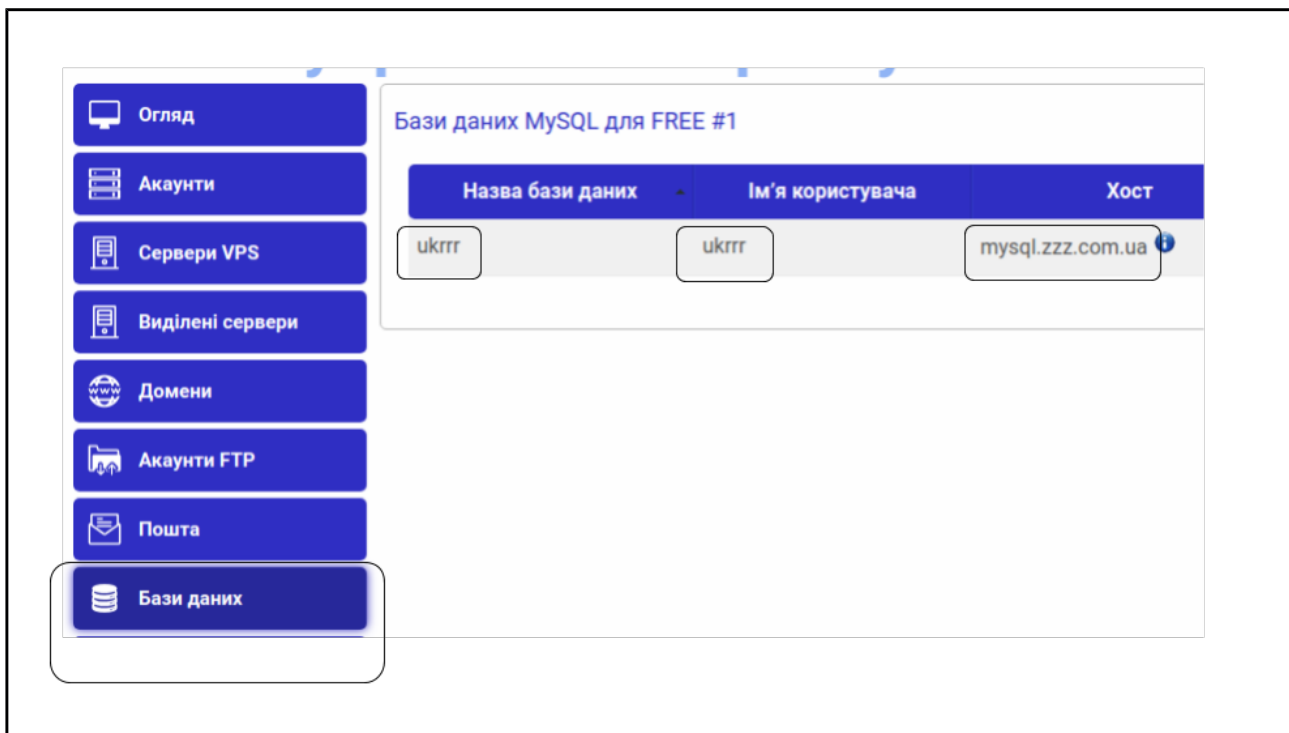 Огляд
Акаунти
Сервери VPS
Виділені сервери
Домени
Акаунти FTP
Пошта
Бази даних
Бази даних MySQL для FREE #1
Назва бази даних Ім'я користувача Хост
ukrrr ukrrr mysql.zzz.com.ua